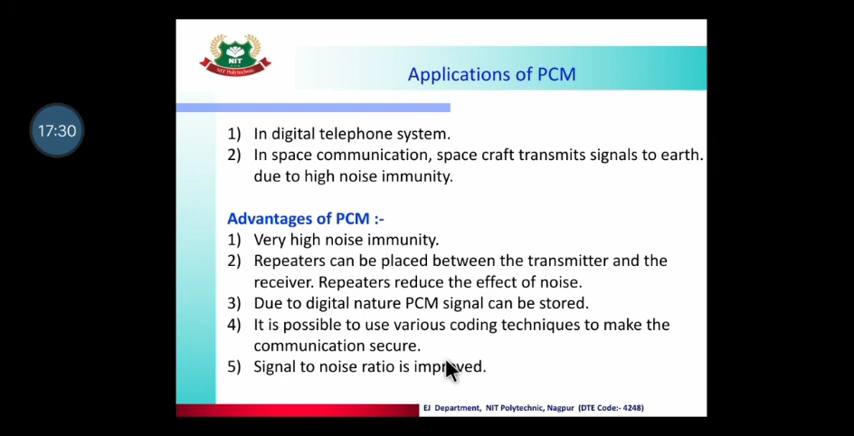 NIT
NIT Polytechnic
Applications of PCM
17:30
1) In digital telephone system.
2) In space communication, space craft transmits signals to earth.
due to high noise immunity.
Advantages of PCM :-
1) Very high noise immunity.
2) Repeaters can be placed between the transmitter and the
receiver. Repeaters reduce the effect of noise.
3) Due to digital nature PCM signal can be stored.
4) It is possible to use various coding techniques to make the
communication secure.
5) Signal to noise ratio is improved.
EJ Department, NIT Polytechnic, Nagpur (DTE Code:- 4248)